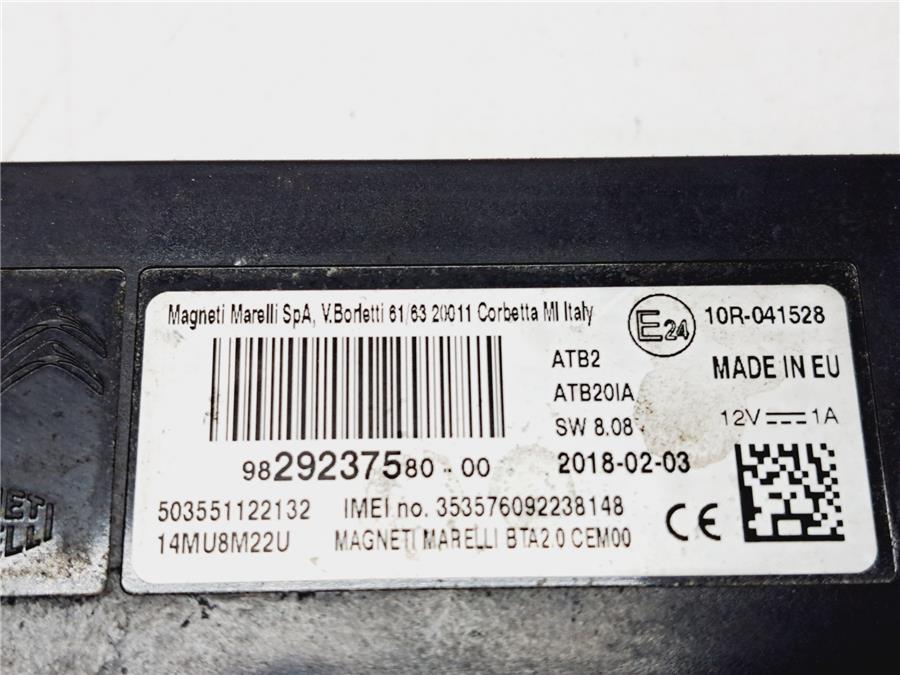 Magneti Marelli SpA, V.Borletti 61/63 20011 Corbetta MI Italy
E24
10R-041528
ATB2
MADE IN EU
ATB20IA
12V 1A
SW 8.08
9829237580-00
2018-02-03
503551122132
IMEI no. 353576092238148
CE
14MU8M22U
MAGNETI MARELLI BTA2.0 CEM00
NETI
ELLI